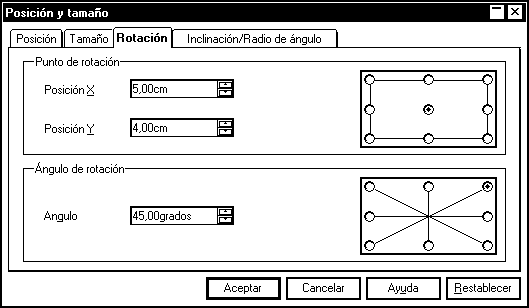 Posición y tamaño
Posición Tamaño Rotación Inclinación/Radio de ángulo
Punto de rotación
Posición X 5,00cm
Posición Y 4,00cm
Ángulo de rotación
Angulo 45,00grados
Aceptar Cancelar Ayuda Restablecer